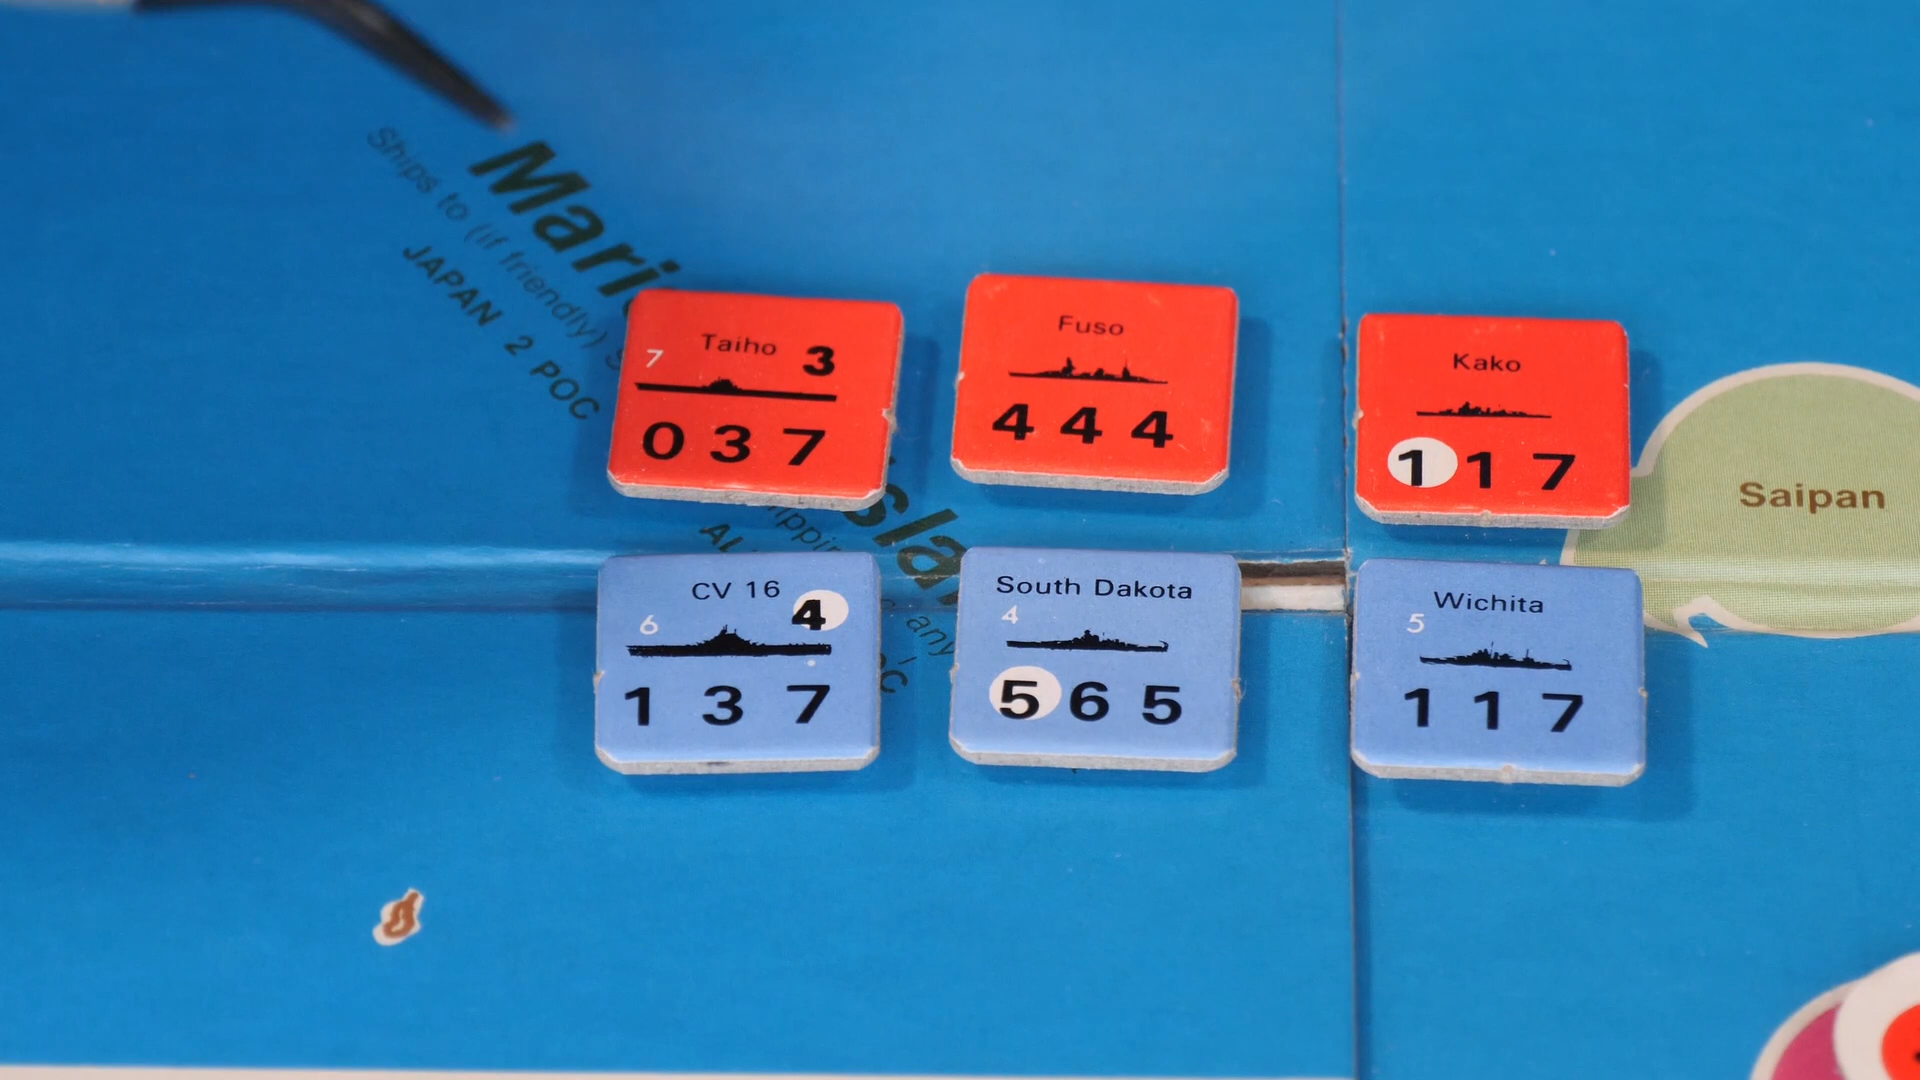 Mari
Ships to (if friendly) S
JAPAN 2 POC
Taiho
7 3
0 3 7
Fuso
4 4 4
Kako
1 1 7
Saipan
sla
any
CV 16
6 4
1 3 7
South Dakota
4
5 6 5
Wichita
5
1 1 7